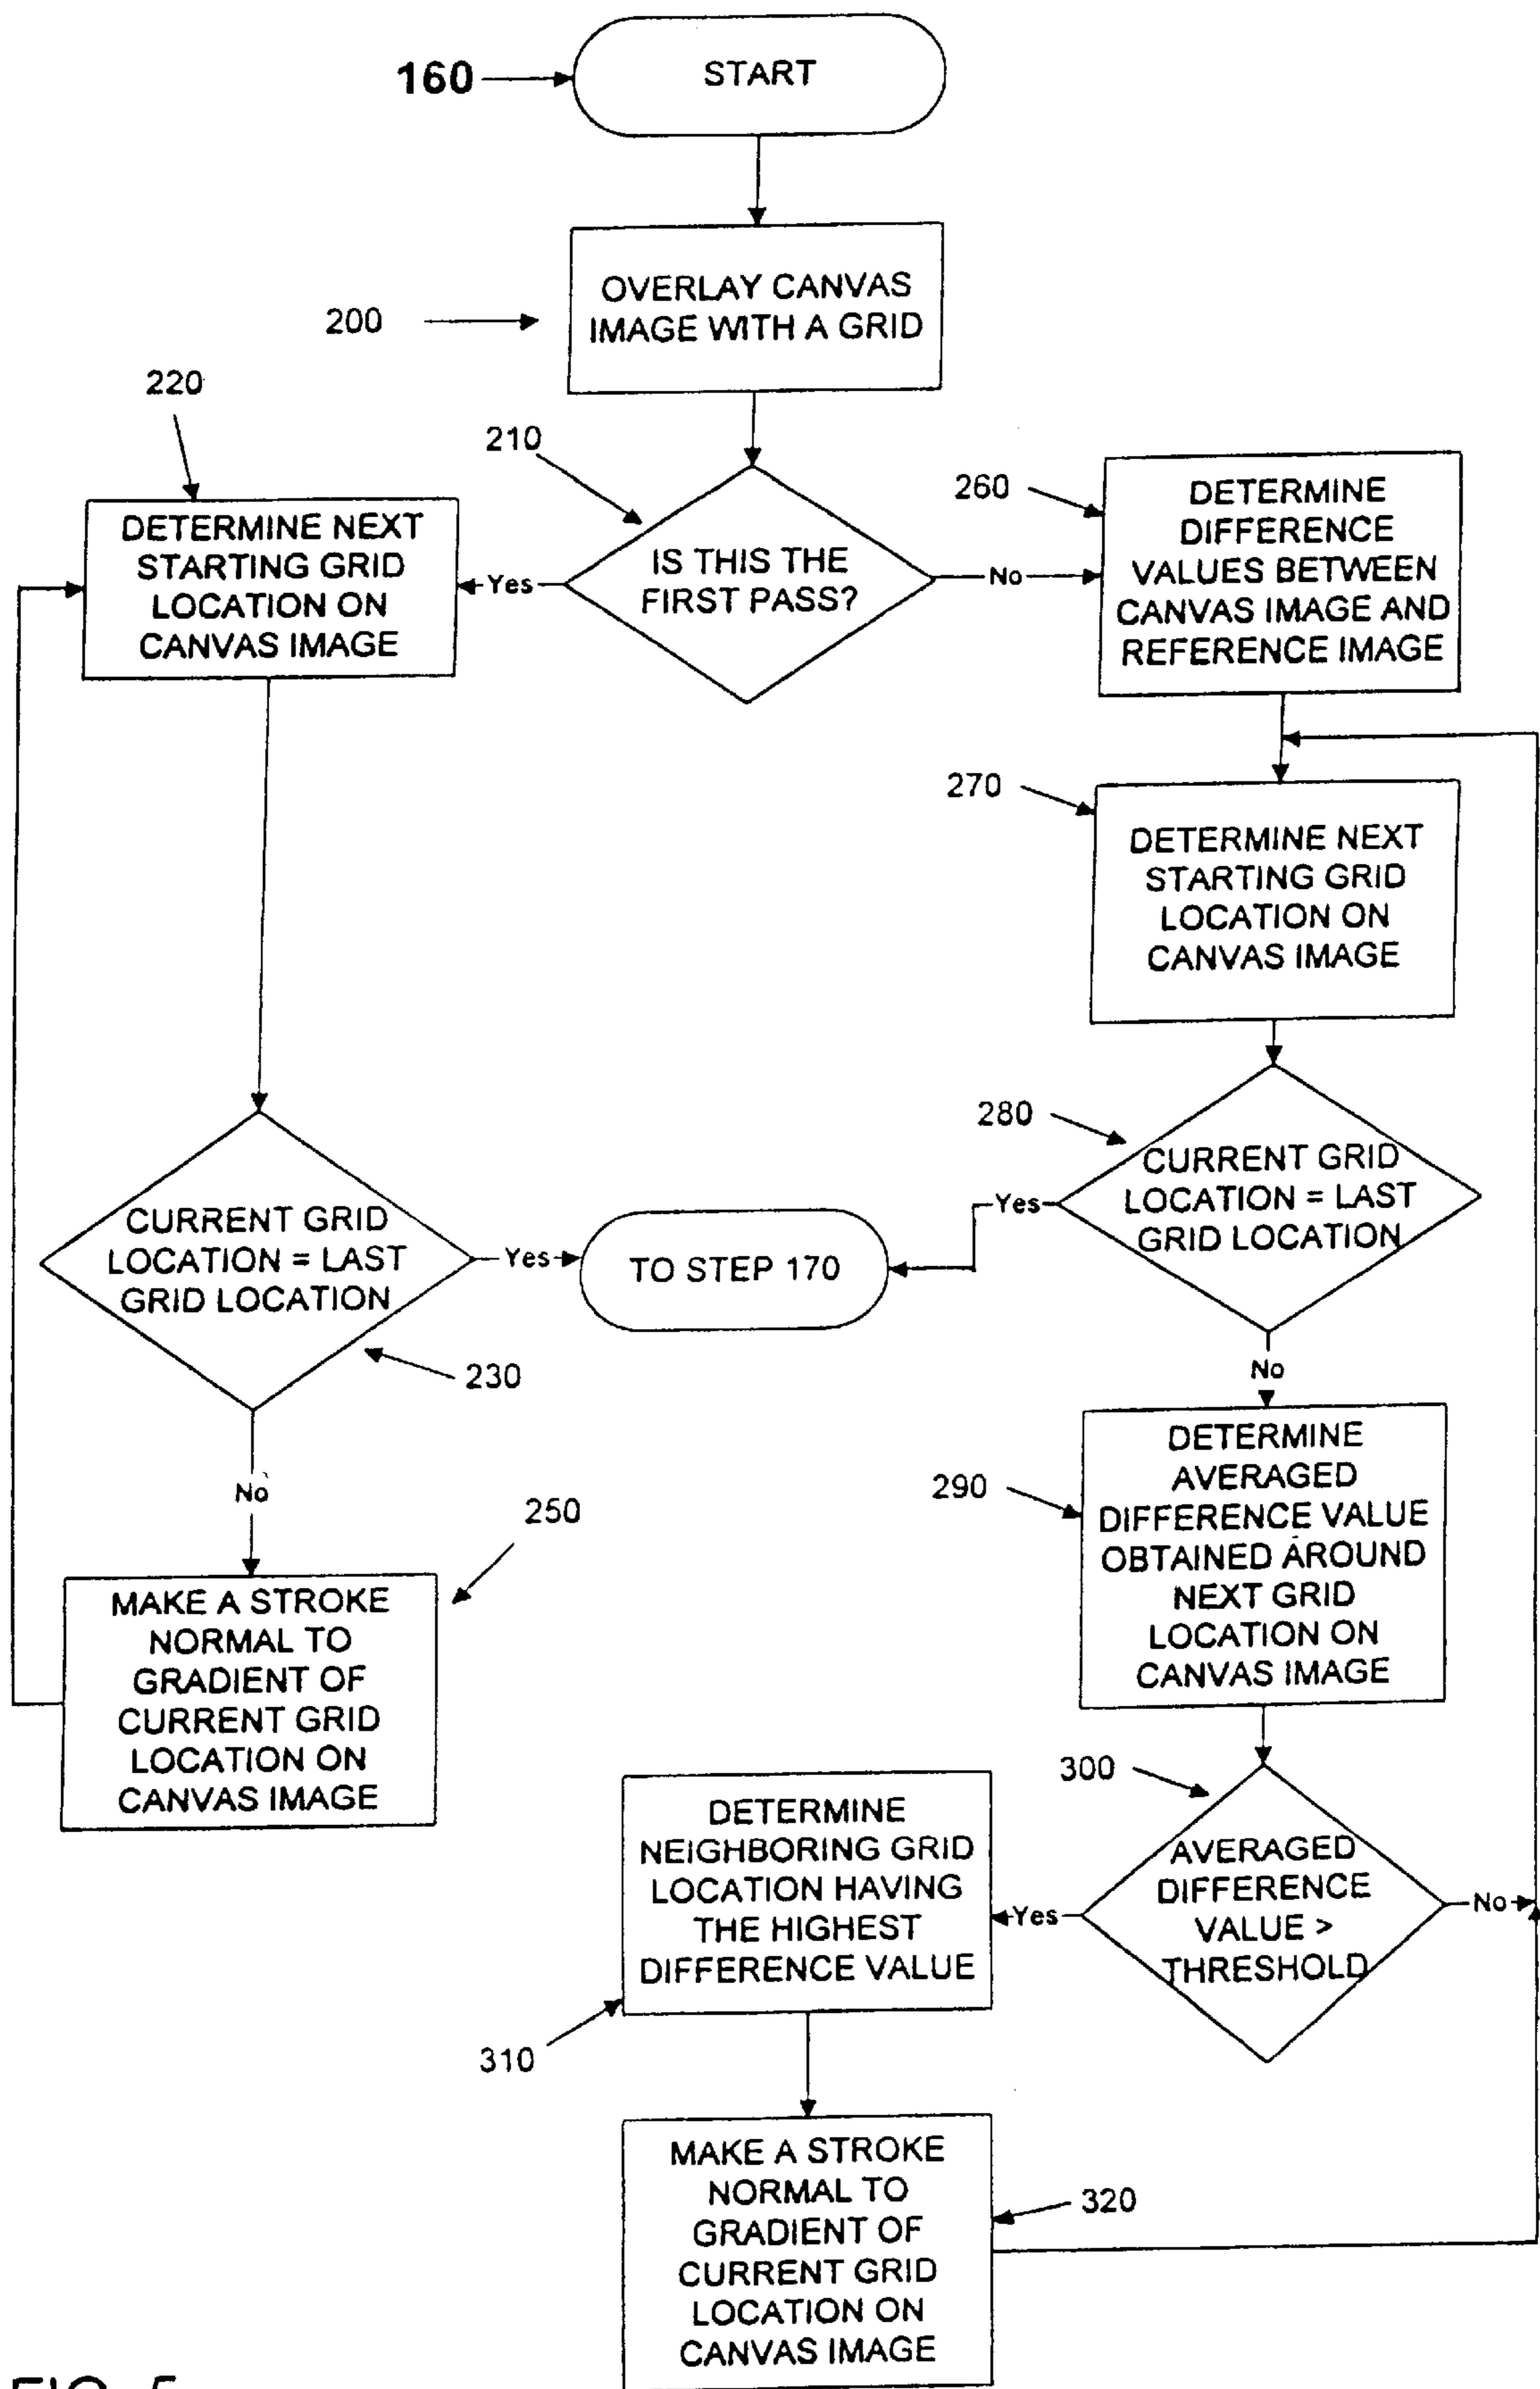 160
START
200
OVERLAY CANVAS
IMAGE WITH A GRID
220
210
260
DETERMINE NEXT
STARTING GRID
LOCATION ON
CANVAS IMAGE
Yes
IS THIS THE
FIRST PASS?
No
DETERMINE
DIFFERENCE
VALUES BETWEEN
CANVAS IMAGE AND
REFERENCE IMAGE
270
DETERMINE NEXT
STARTING GRID
LOCATION ON
CANVAS IMAGE
280
CURRENT GRID
LOCATION = LAST
GRID LOCATION
Yes
CURRENT GRID
LOCATION = LAST
GRID LOCATION
Yes
TO STEP 170
230
No
No
290
DETERMINE
AVERAGED
DIFFERENCE VALUE
OBTAINED AROUND
NEXT GRID
LOCATION ON
CANVAS IMAGE
250
MAKE A STROKE
NORMAL TO
GRADIENT OF
CURRENT GRID
LOCATION ON
CANVAS IMAGE
300
AVERAGED
DIFFERENCE
VALUE >
THRESHOLD
No
Yes
DETERMINE
NEIGHBORING GRID
LOCATION HAVING
THE HIGHEST
DIFFERENCE VALUE
310
MAKE A STROKE
NORMAL TO
GRADIENT OF
CURRENT GRID
LOCATION ON
CANVAS IMAGE
320
FIG. 5